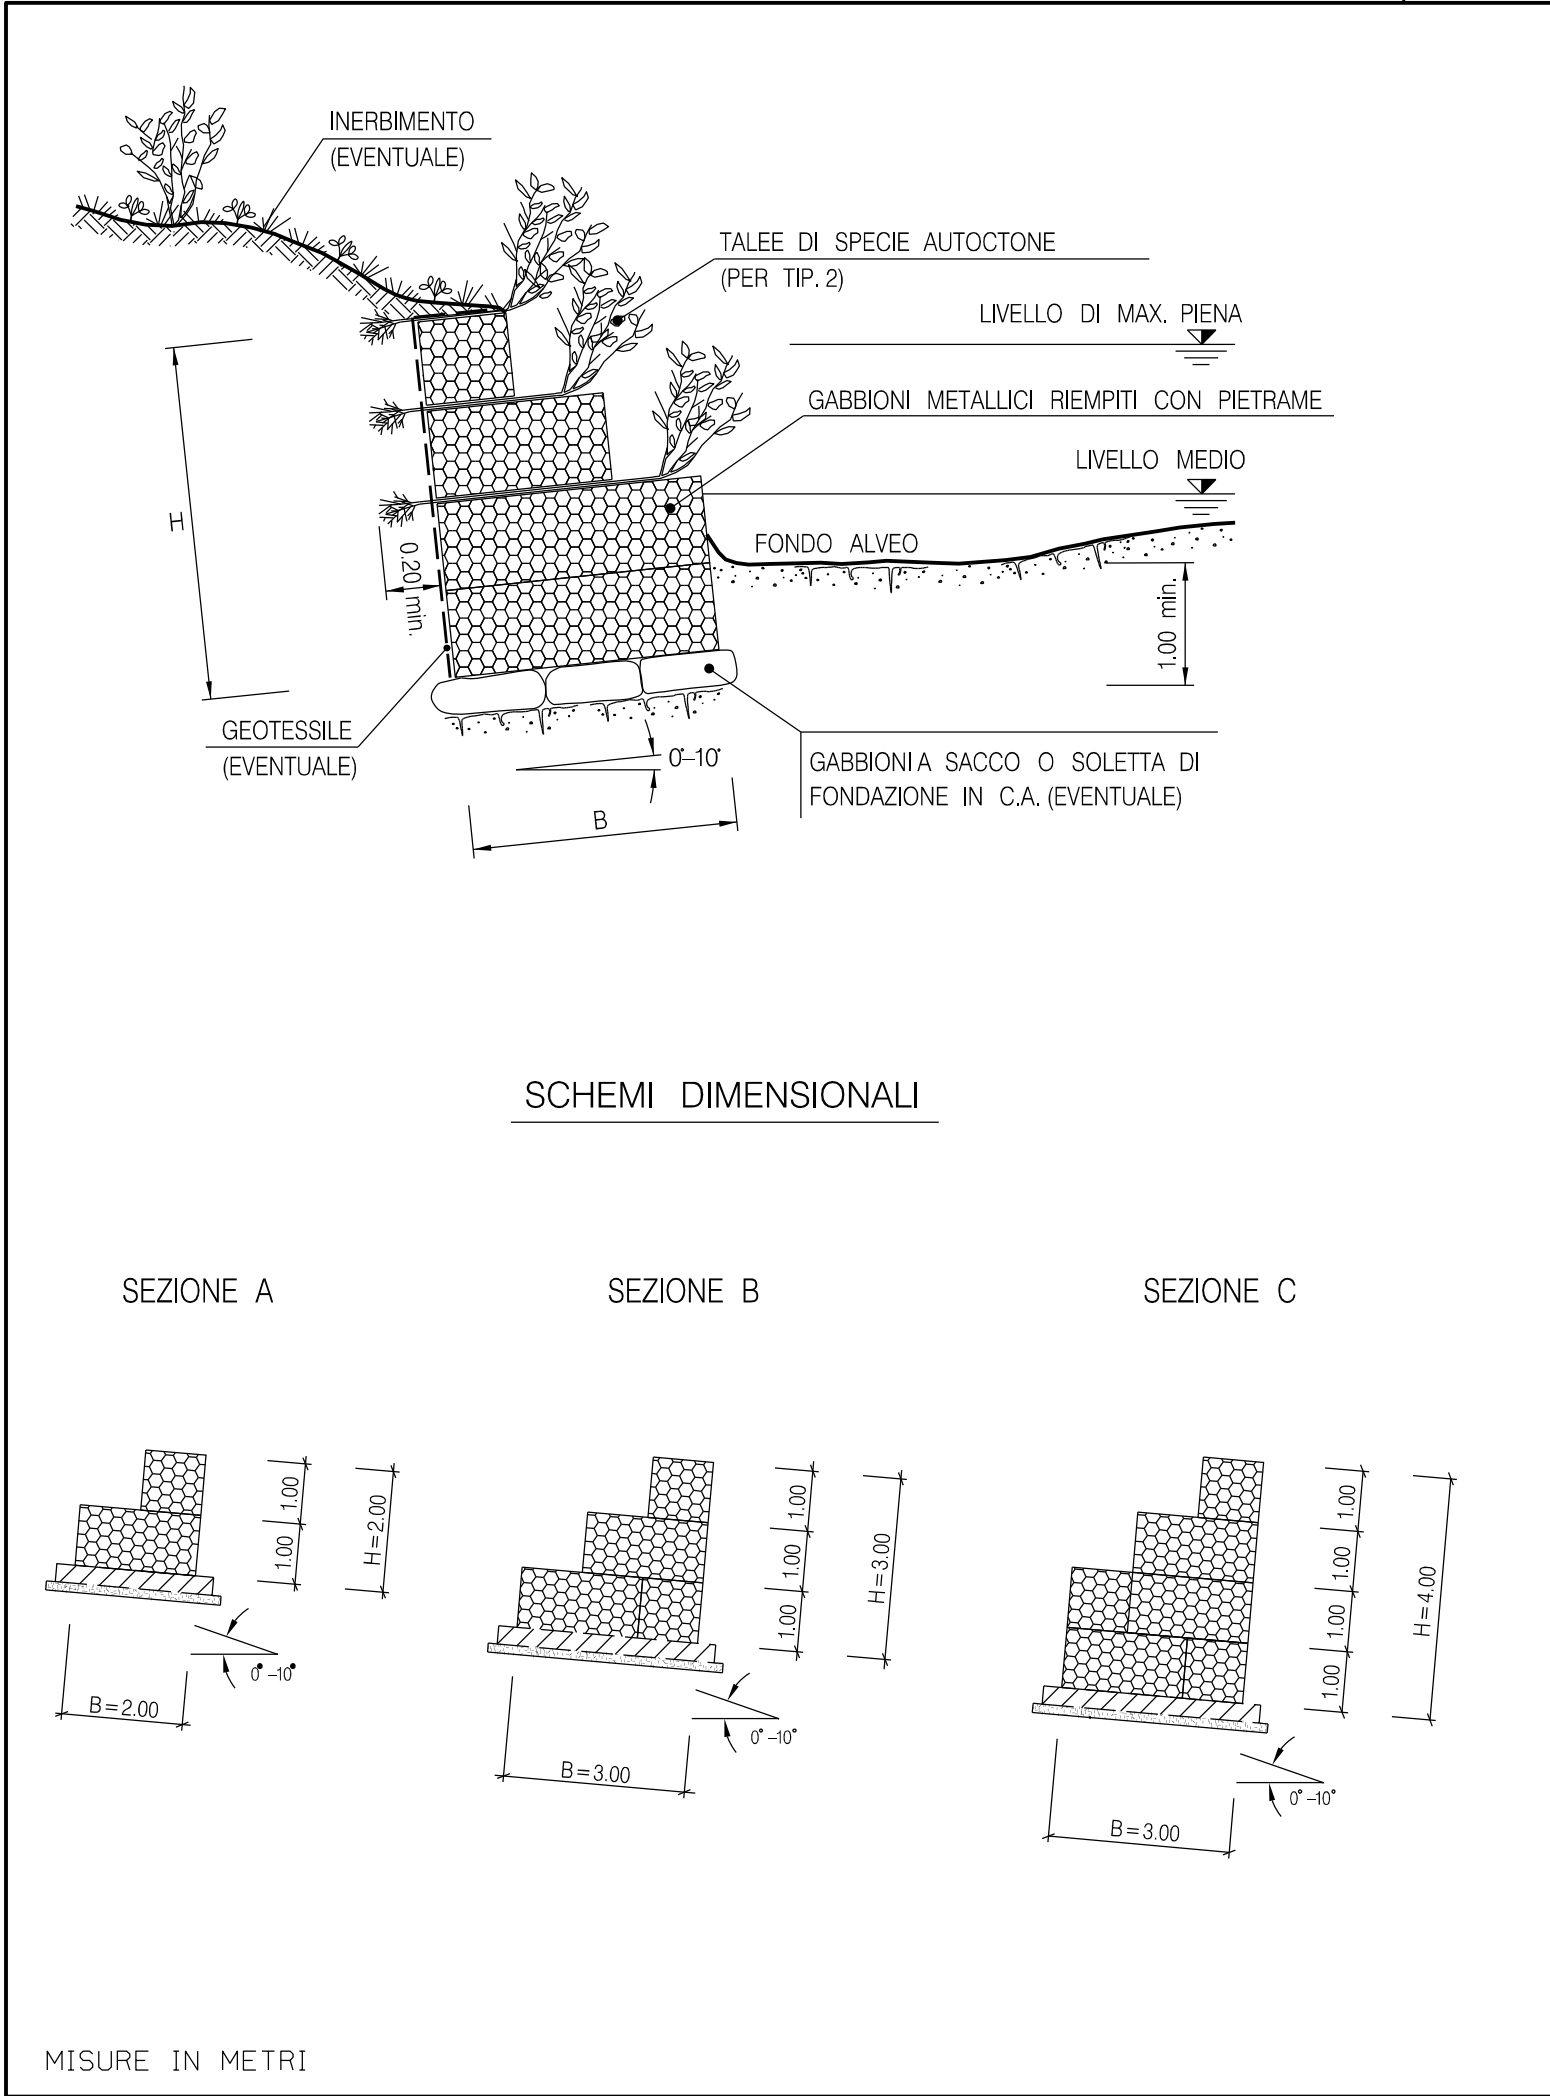 INERBIMENTO
(EVENTUALE)
TALEE DI SPECIE AUTOCTONE
(PER TIP. 2)
LIVELLO DI MAX. PIENA
GABBIONI METALLICI RIEMPITI CON PIETRAME
LIVELLO MEDIO
H
0.20 min.
FONDO ALVEO
1.00 min.
GEOTESSILE
(EVENTUALE)
0°–10°
GABBIONI A SACCO O SOLETTA DI
FONDAZIONE IN C.A. (EVENTUALE)
B
SCHEMI DIMENSIONALI
SEZIONE A
SEZIONE B
SEZIONE C
1.00
1.00
H=2.00
0°–10°
B=2.00
1.00
1.00
1.00
H=3.00
0°–10°
B=3.00
1.00
1.00
1.00
1.00
H=4.00
0°–10°
B=3.00
MISURE IN METRI